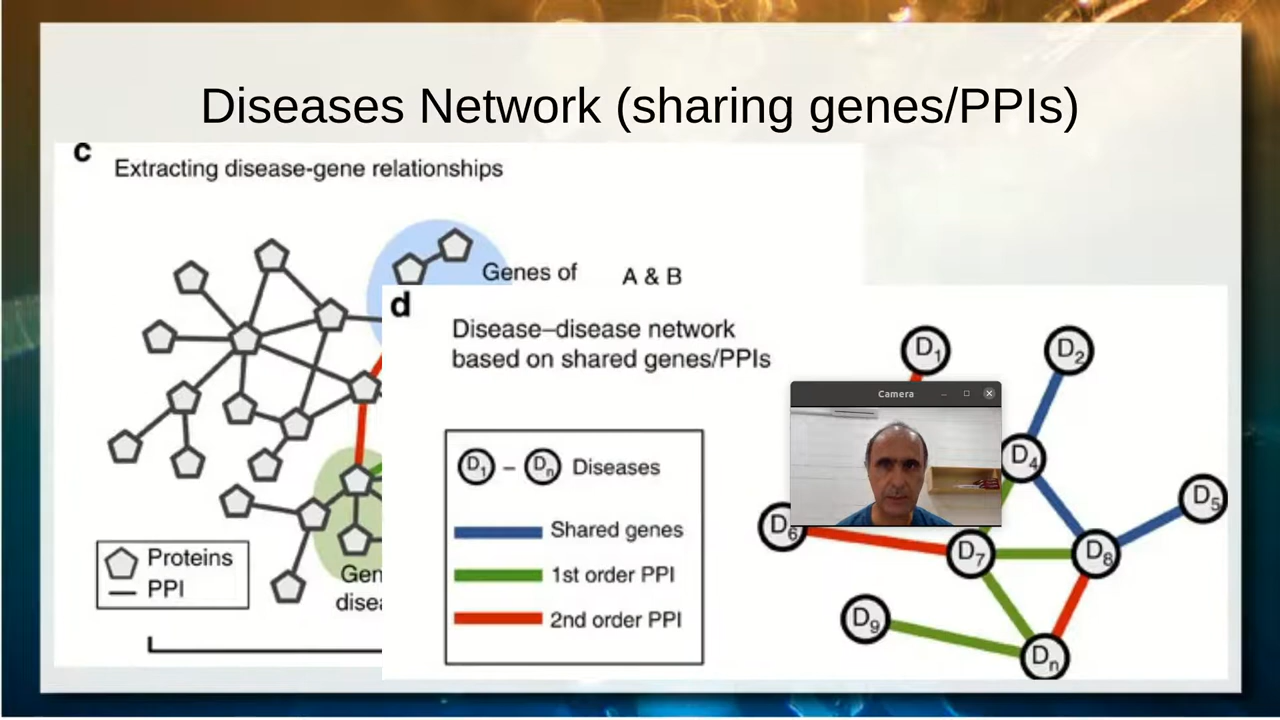 Diseases Network (sharing genes/PPIs)
c
Extracting disease-gene relationships
Genes of A & B
d
Disease–disease network
based on shared genes/PPIs
D1
D2
Camera
D4
D5
D6
D7
D8
D9
Dn
D1 – Dn Diseases
Shared genes
1st order PPI
2nd order PPI
Proteins
PPI
Gen
disea